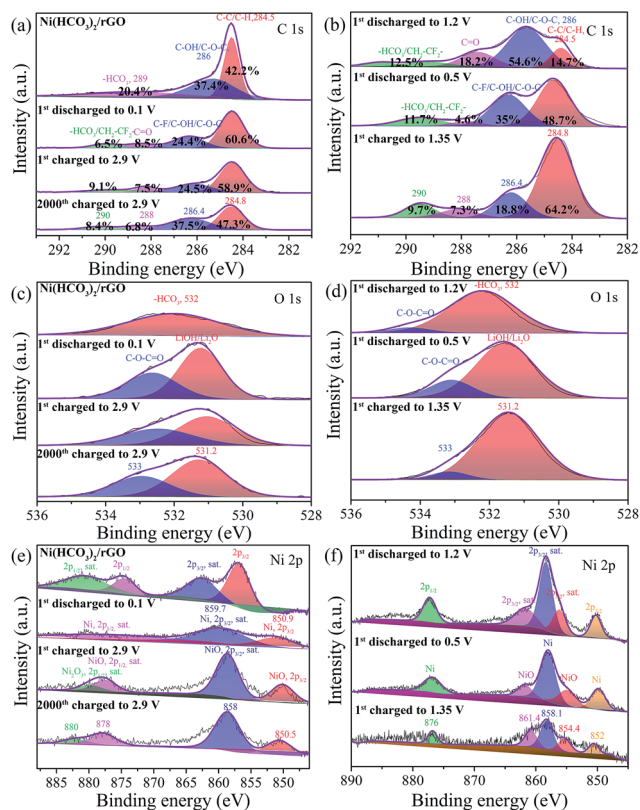 (a)
Ni(HCO3)2/rGO
C-C/C-H,284.5
C 1s
C-OH/C-O-C,
286
-HCO3, 289
20.4%
37.4%
42.2%
1st discharged to 0.1 V
-HCO3/CH2-CF2-
C=O
C-F/C-OH/C-O-C
6.5%
8.5%
24.4%
60.6%
1st charged to 2.9 V
9.1%
7.5%
24.5%
58.9%
2000th charged to 2.9 V
290
288
286.4
284.8
8.4%
6.8%
37.5%
47.3%
292 290 288 286 284 282
Binding energy (eV)
Intensity (a.u.)
(b)
1st discharged to 1.2 V
C-OH/C-O-C, 286
C-C/C-H,
284.5
C 1s
-HCO3/CH2-CF2-
C=O
12.5%
18.2%
54.6%
14.7%
1st discharged to 0.5 V
-HCO3/CH2-CF2-
C-F/C-OH/C-O-C
11.7%
4.6%
35%
48.7%
1st charged to 1.35 V
284.8
290
288
286.4
9.7%
7.3%
18.8%
64.2%
292 290 288 286 284 282
Binding energy (eV)
Intensity (a.u.)
(c)
Ni(HCO3)2/rGO
-HCO3, 532
O 1s
1st discharged to 0.1 V
LiOH/Li2O
C-O-C=O
1st charged to 2.9 V
2000th charged to 2.9 V
533
531.2
536 534 532 530 528
Binding energy (eV)
Intensity (a.u.)
(d)
1st discharged to 1.2V
-HCO3, 532
O 1s
C-O-C=O
1st discharged to 0.5 V
LiOH/Li2O
C-O-C=O
1st charged to 1.35 V
531.2
533
536 534 532 530 528
Binding energy (eV)
Intensity (a.u.)
(e)
Ni(HCO3)2/rGO
Ni 2p
2p1/2, sat.
2p1/2
2p3/2, sat.
2p3/2
1st discharged to 0.1 V
859.7
850.9
Ni, 2p1/2, sat.
Ni, 2p3/2, sat.
Ni, 2p3/2
1st charged to 2.9 V
NiO, 2p1/2, sat.
NiO, 2p3/2, sat.
Ni2O3, 2p1/2, sat.
NiO, 2p3/2
2000th charged to 2.9 V
880
878
858
850.5
885 880 875 870 865 860 855 850
Binding energy (eV)
Intensity (a.u.)
(f)
1st discharged to 1.2 V
2p3/2, sat.
Ni 2p
2p1/2
2p3/2, sat.
1st discharged to 0.5 V
Ni
Ni
NiO
NiO
Ni
1st charged to 1.35 V
876
861.4
858.1
854.4
852
890 880 870 860 850 840
Binding energy (eV)
Intensity (a.u.)